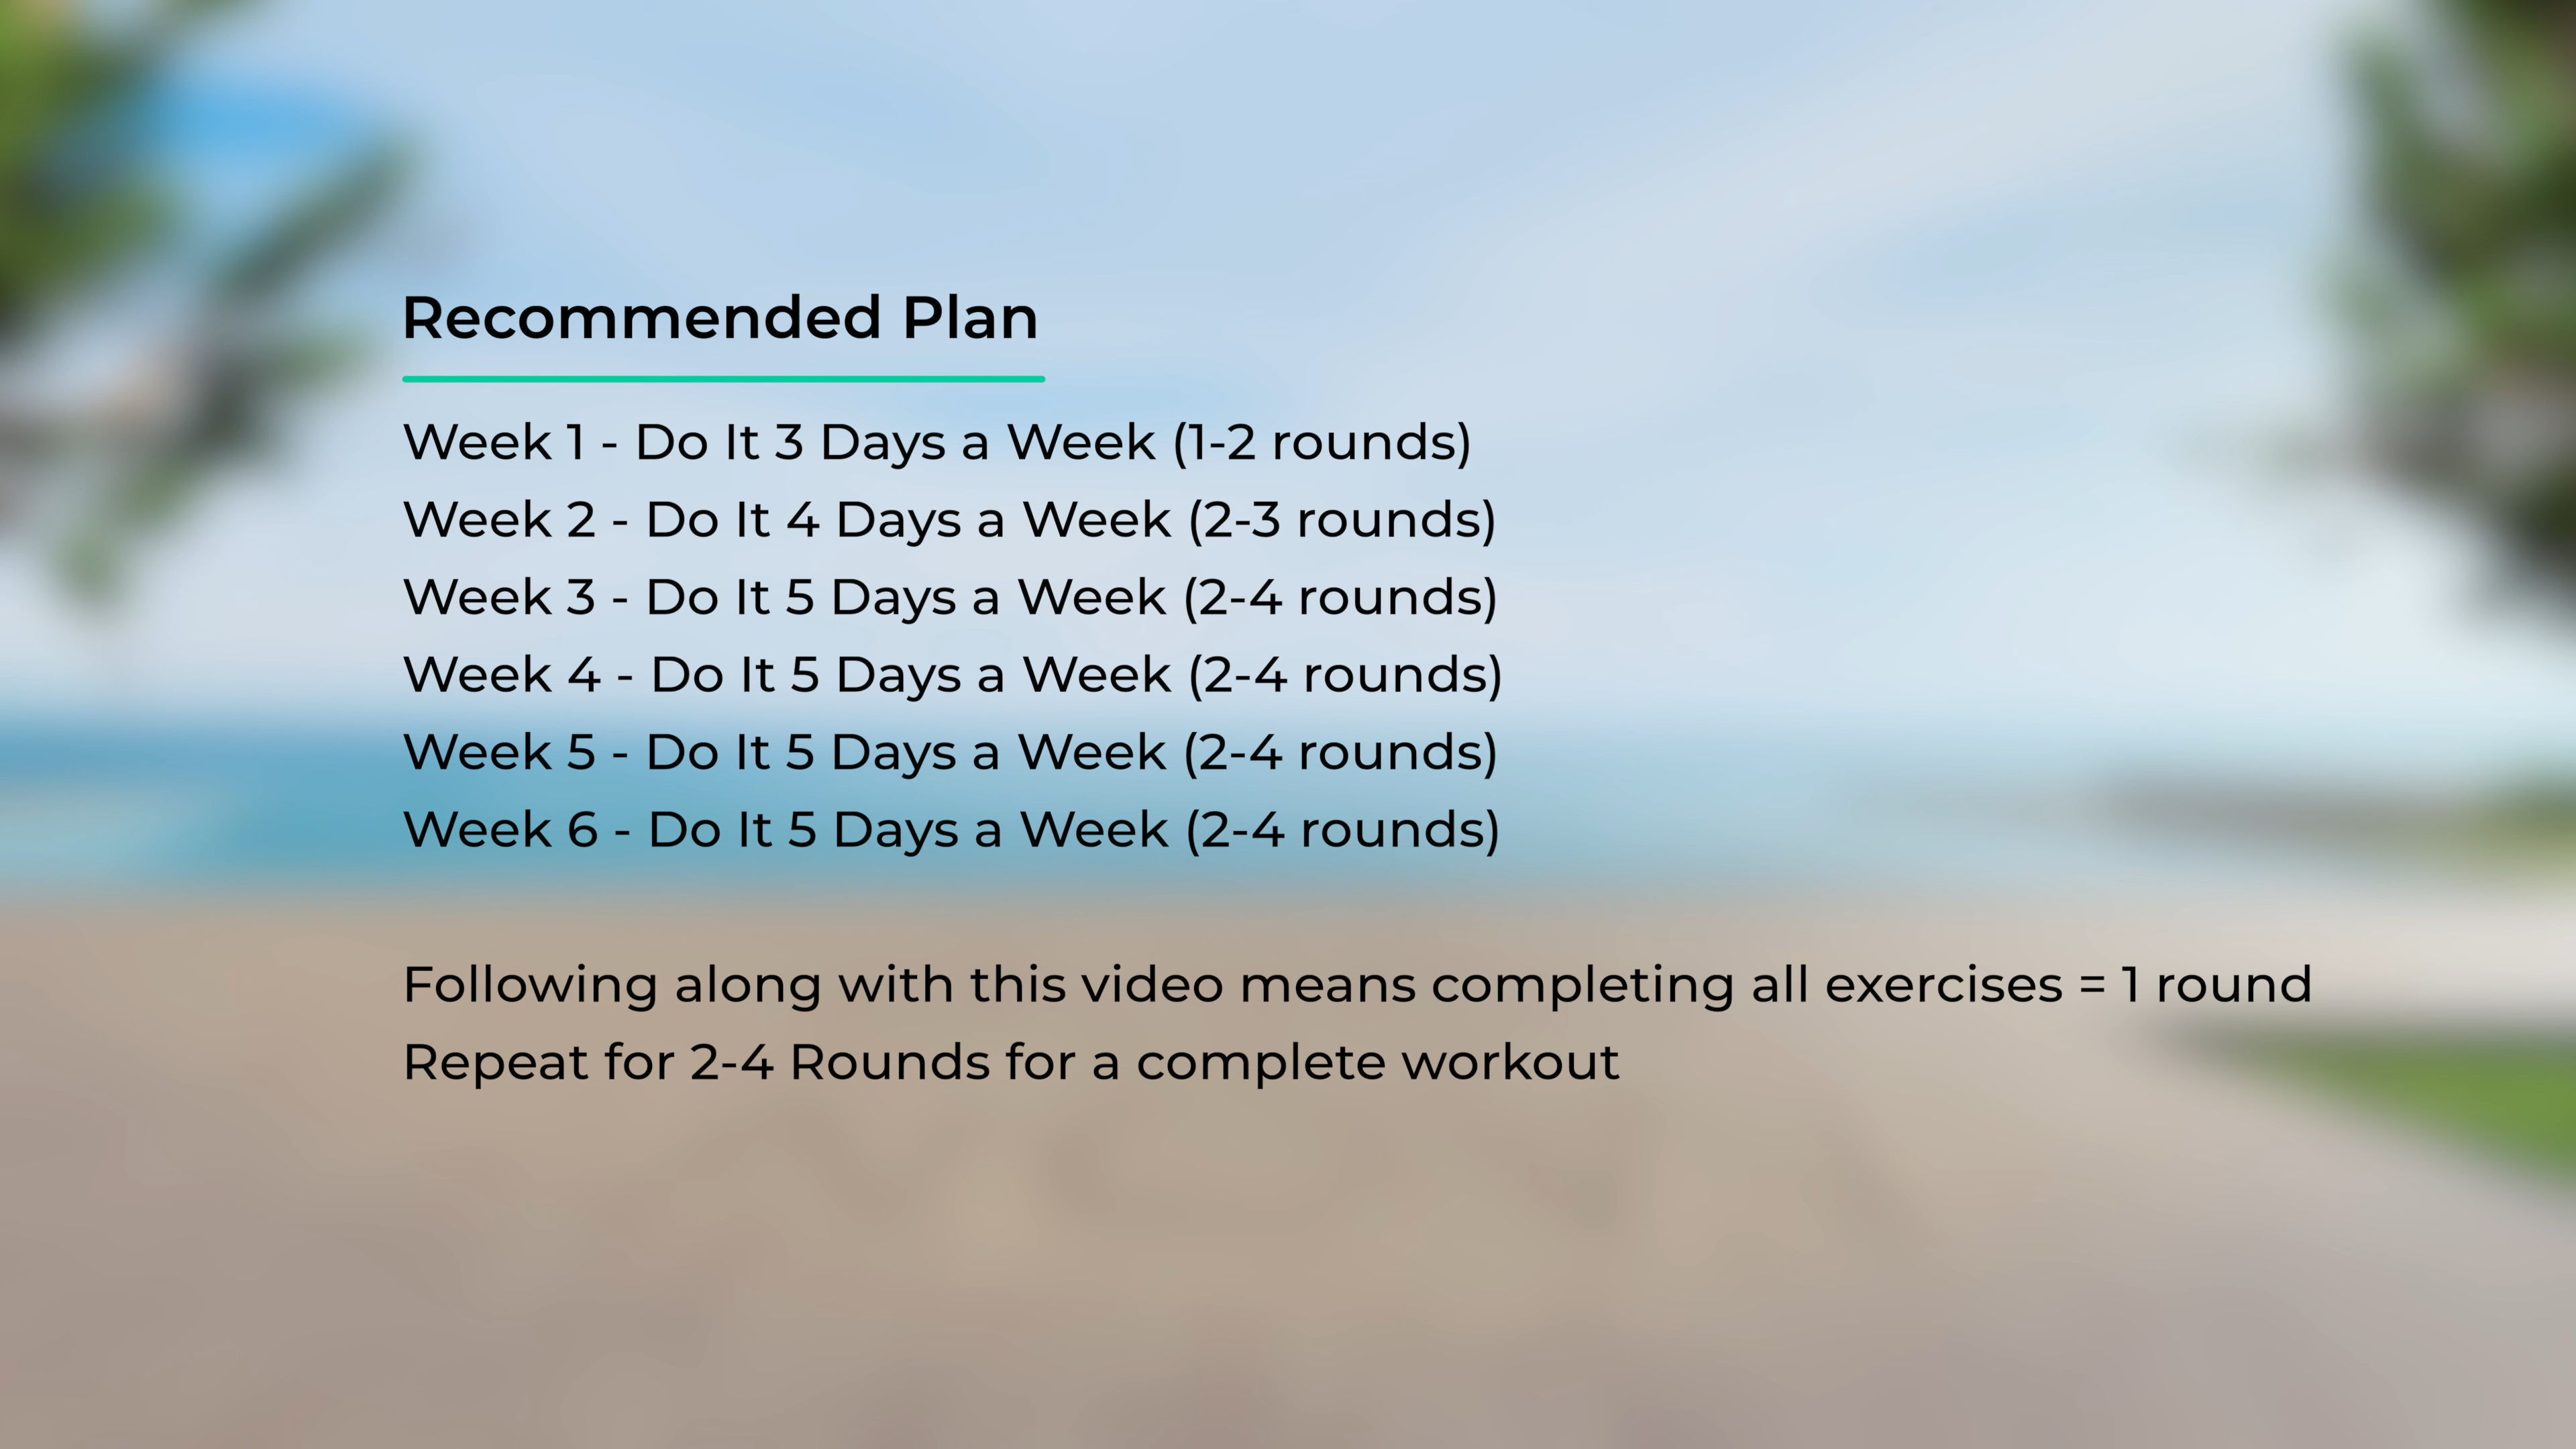 Recommended Plan
Week 1 - Do It 3 Days a Week (1-2 rounds)
Week 2 - Do It 4 Days a Week (2-3 rounds)
Week 3 - Do It 5 Days a Week (2-4 rounds)
Week 4 - Do It 5 Days a Week (2-4 rounds)
Week 5 - Do It 5 Days a Week (2-4 rounds)
Week 6 - Do It 5 Days a Week (2-4 rounds)
Following along with this video means completing all exercises = 1 round
Repeat for 2-4 Rounds for a complete workout